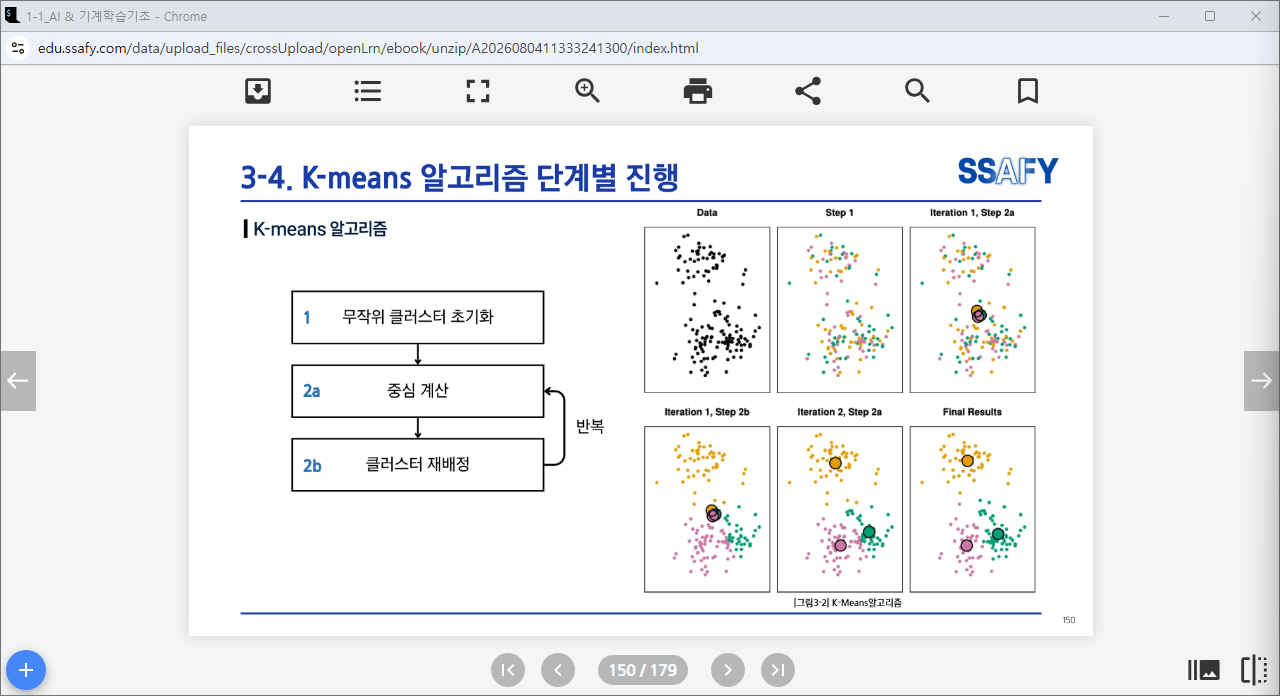 1-1_AI & 기계학습기초 - Chrome
edu.ssafy.com/data/upload_files/crossUpload/openLrn/ebook/unzip/A2026080411333241300/index.html
3-4. K-means 알고리즘 단계별 진행
SSAFY
K-means 알고리즘
1 무작위 클러스터 초기화
2a 중심 계산
2b 클러스터 재배정
반복
Data
Step 1
Iteration 1, Step 2a
Iteration 1, Step 2b
Iteration 2, Step 2a
Final Results
[그림3-2] K-Means알고리즘
150
150 / 179